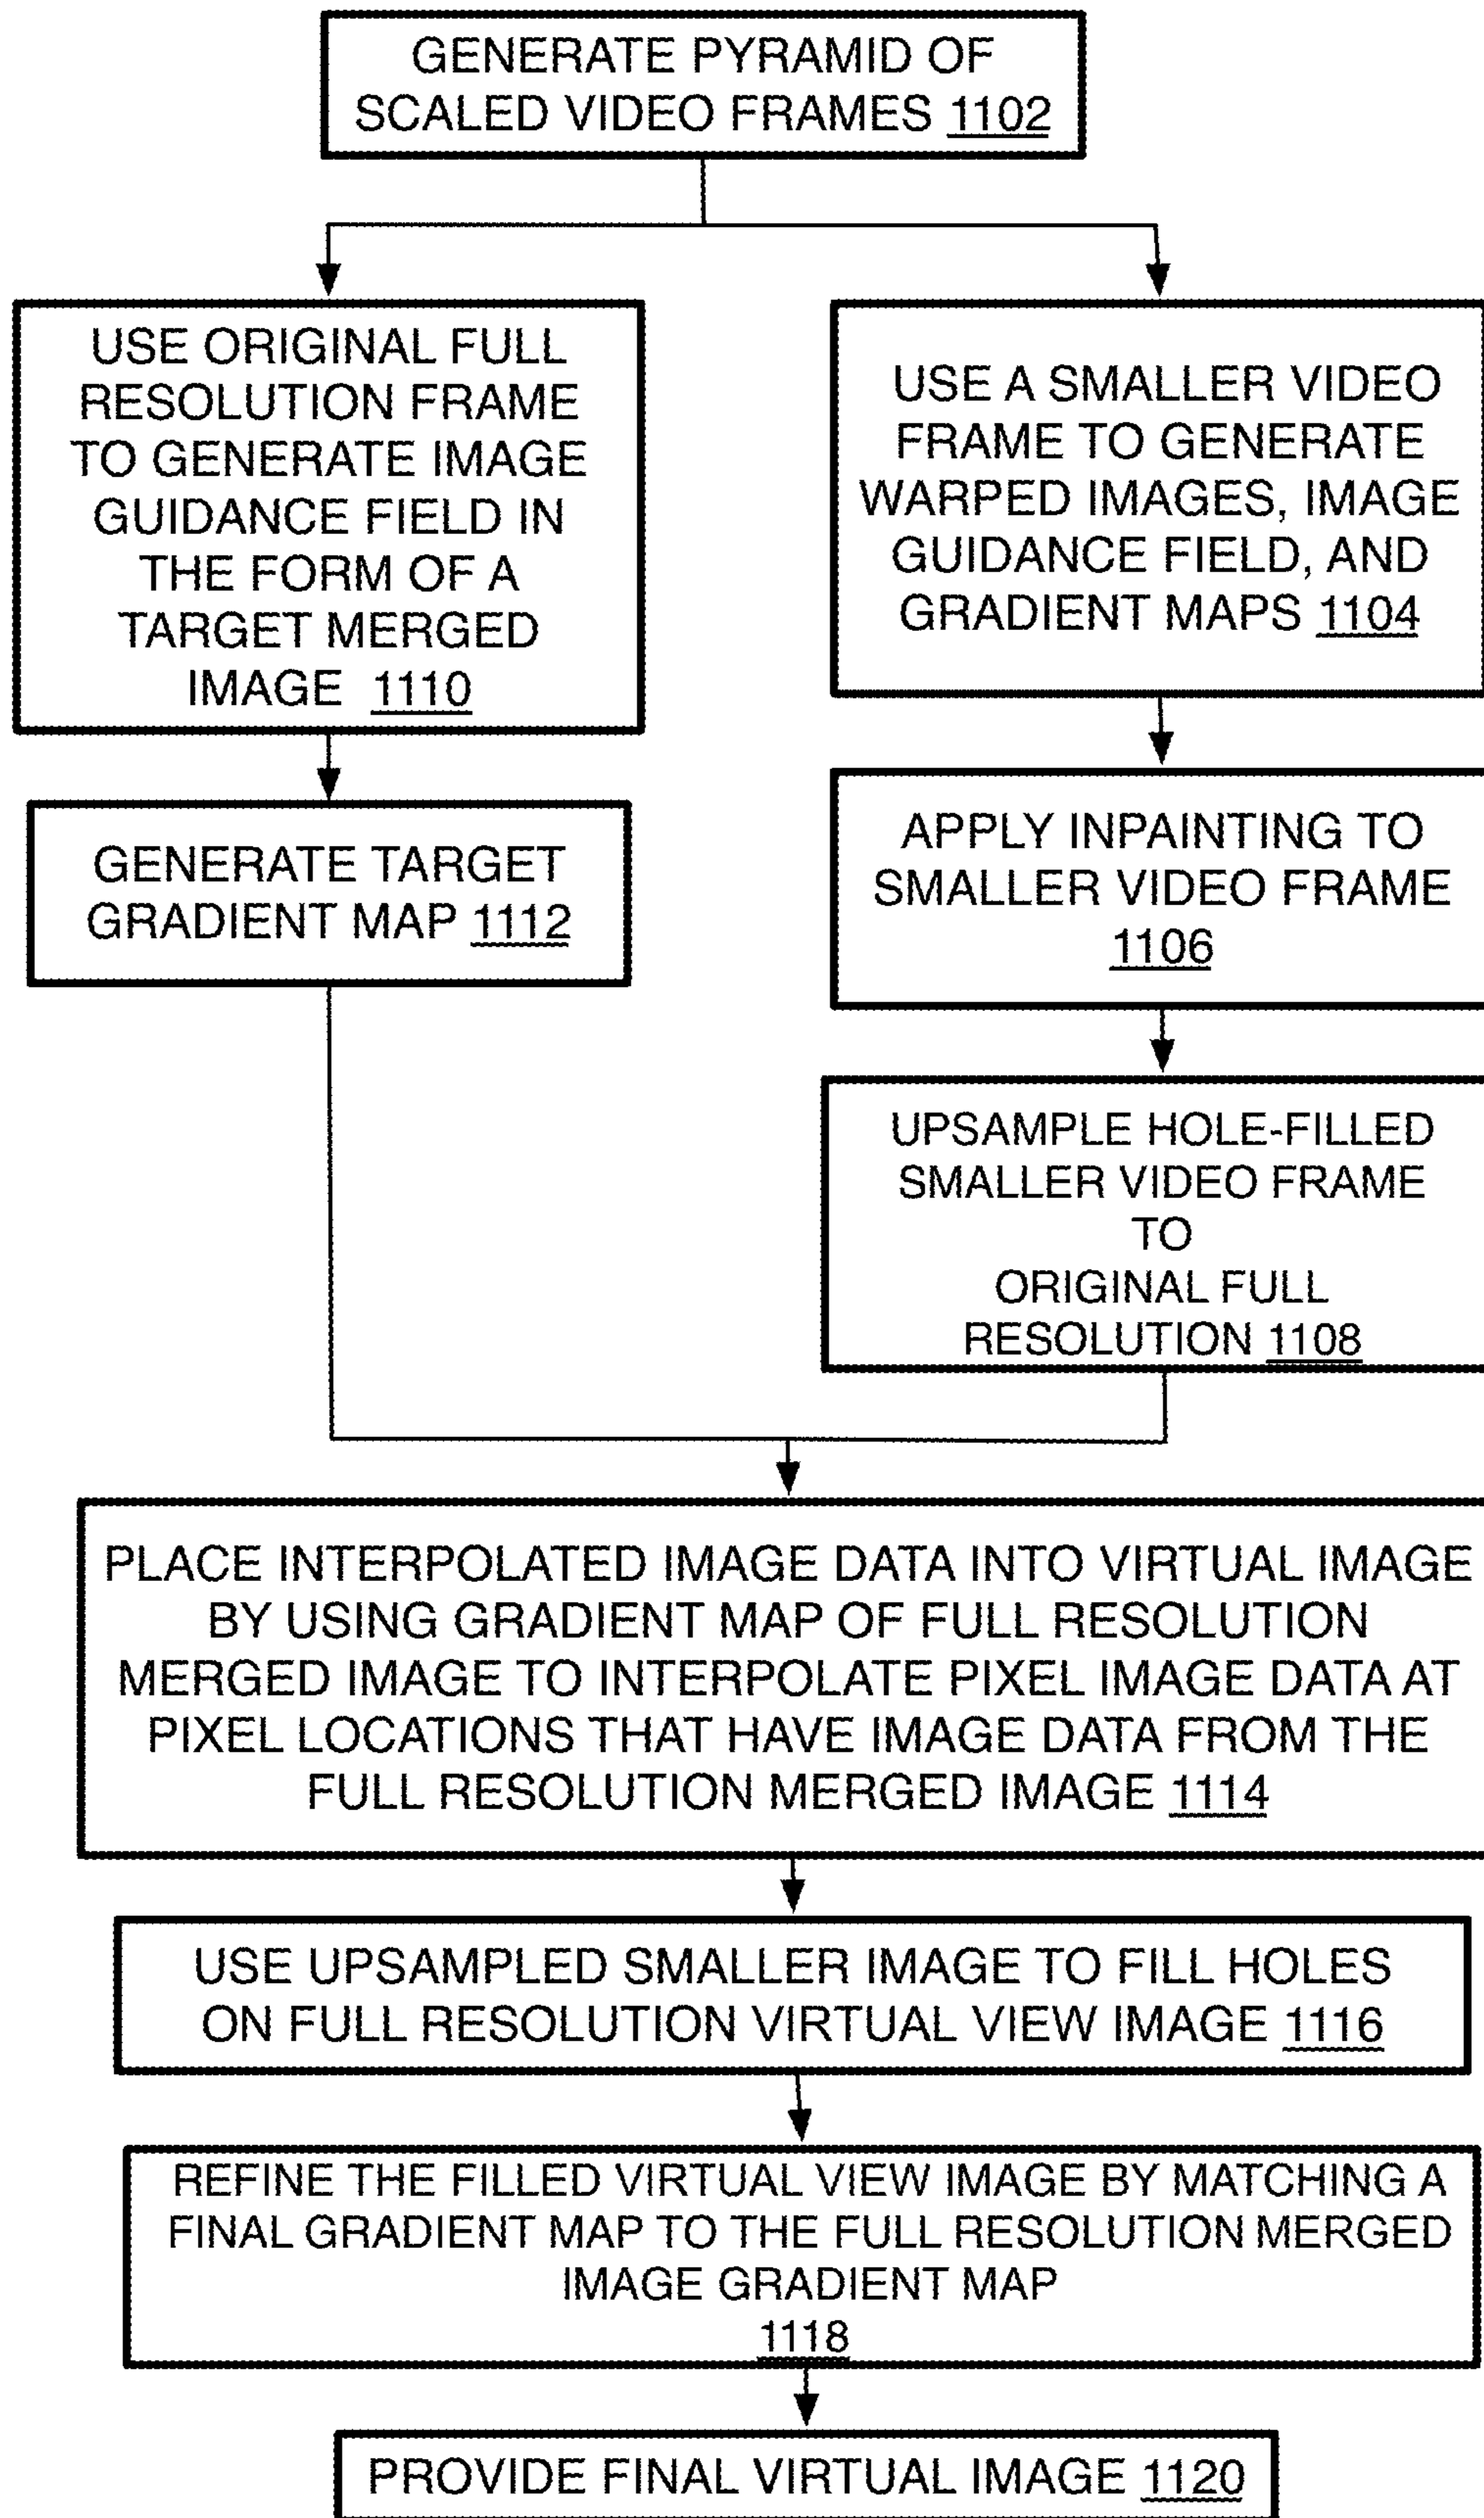 GENERATE PYRAMID OF
SCALED VIDEO FRAMES 1102
USE ORIGINAL FULL
RESOLUTION FRAME
TO GENERATE IMAGE
GUIDANCE FIELD IN
THE FORM OF A
TARGET MERGED
IMAGE 1110
GENERATE TARGET
GRADIENT MAP 1112
USE A SMALLER VIDEO
FRAME TO GENERATE
WARPED IMAGES, IMAGE
GUIDANCE FIELD, AND
GRADIENT MAPS 1104
APPLY INPAINTING TO
SMALLER VIDEO FRAME
1106
UPSAMPLE HOLE-FILLED
SMALLER VIDEO FRAME
TO
ORIGINAL FULL
RESOLUTION 1108
PLACE INTERPOLATED IMAGE DATA INTO VIRTUAL IMAGE
BY USING GRADIENT MAP OF FULL RESOLUTION
MERGED IMAGE TO INTERPOLATE PIXEL IMAGE DATA AT
PIXEL LOCATIONS THAT HAVE IMAGE DATA FROM THE
FULL RESOLUTION MERGED IMAGE 1114
USE UPSAMPLED SMALLER IMAGE TO FILL HOLES
ON FULL RESOLUTION VIRTUAL VIEW IMAGE 1116
REFINE THE FILLED VIRTUAL VIEW IMAGE BY MATCHING A
FINAL GRADIENT MAP TO THE FULL RESOLUTION MERGED
IMAGE GRADIENT MAP
1118
PROVIDE FINAL VIRTUAL IMAGE 1120